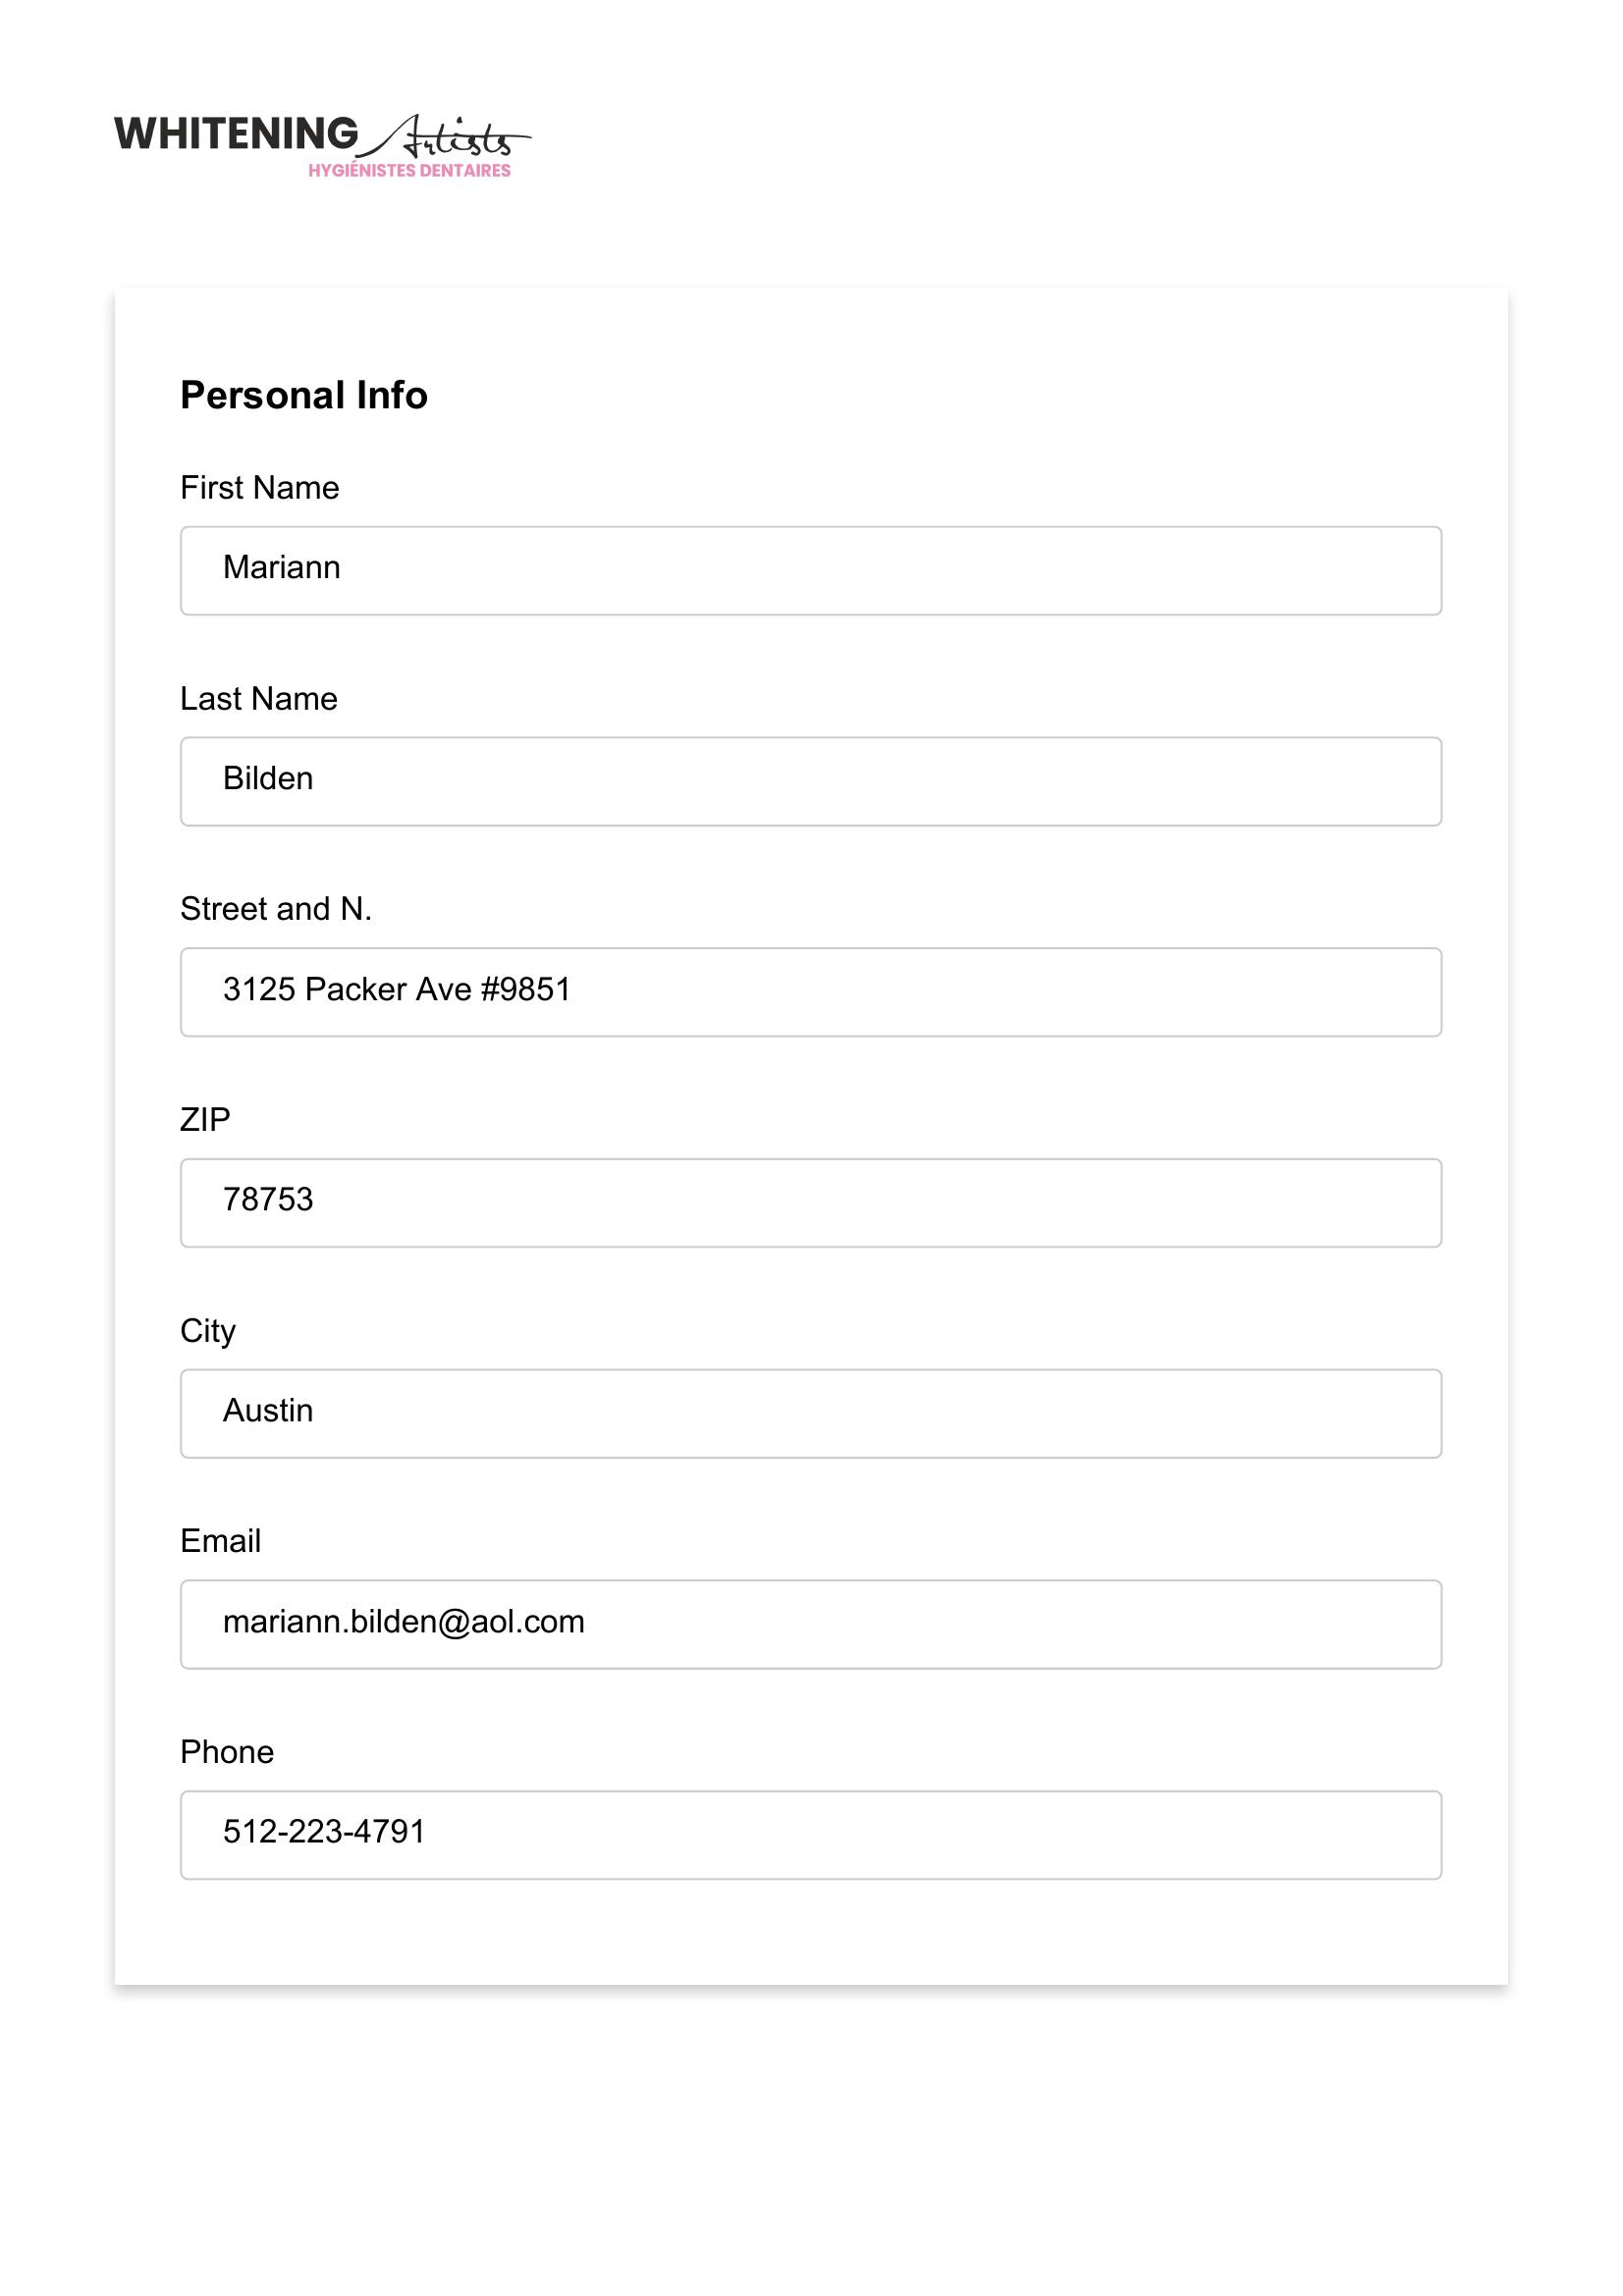 WHITENING Artists
HYGIÉNISTES DENTAIRES
Personal Info
First Name
Mariann
Last Name
Bilden
Street and N.
3125 Packer Ave #9851
ZIP
78753
City
Austin
Email
mariann.bilden@aol.com
Phone
512-223-4791